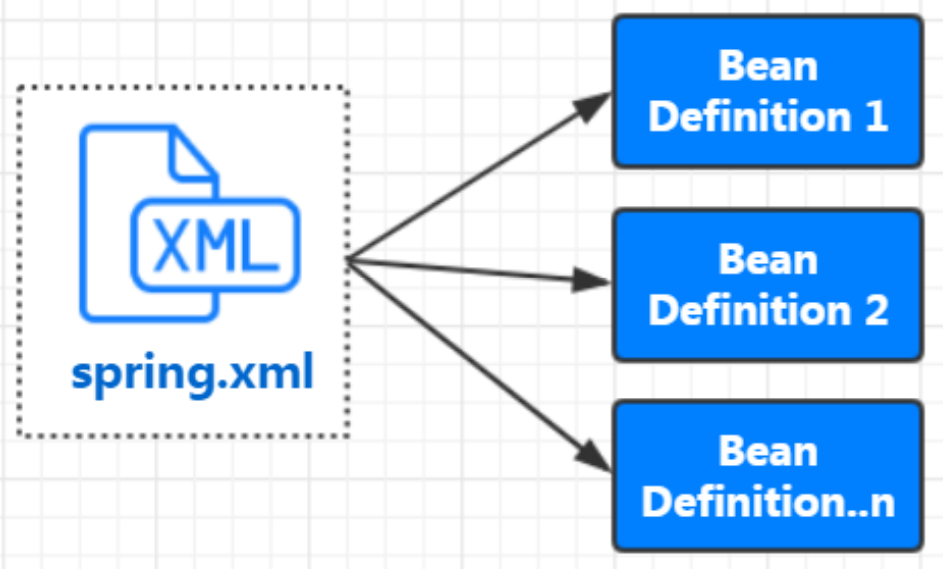 XML
spring.xml
Bean
Definition 1
Bean
Definition 2
Bean
Definition..n